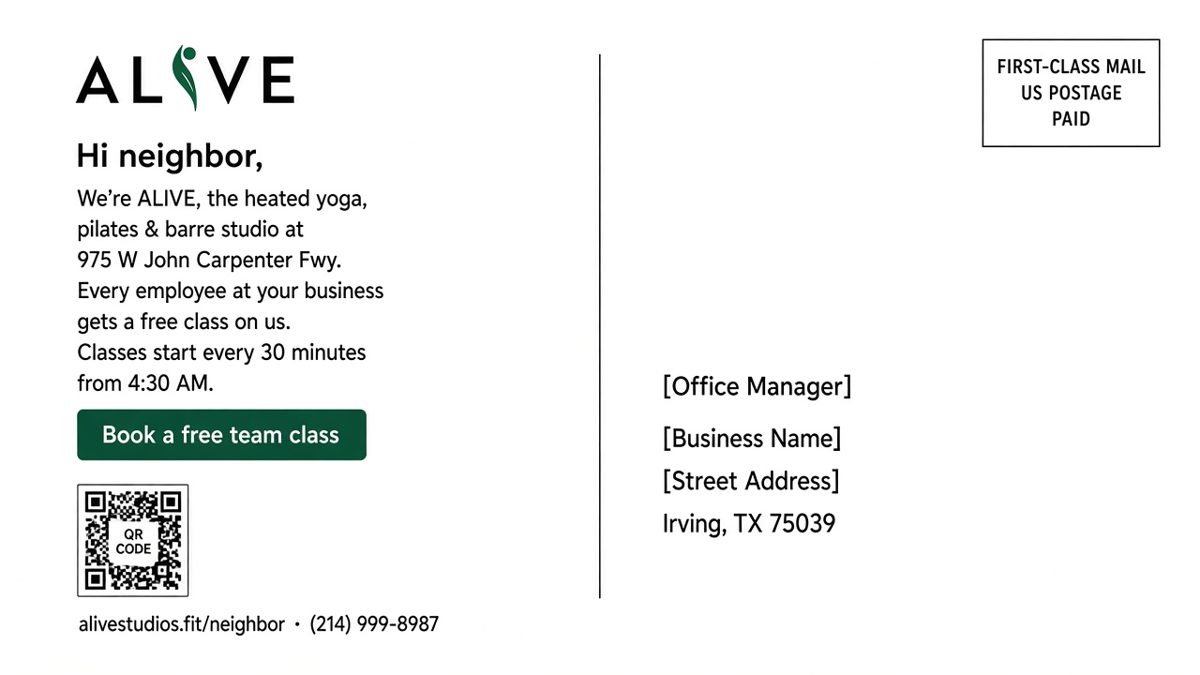 ALIVE
Hi neighbor,
We're ALIVE, the heated yoga,
pilates & barre studio at
975 W John Carpenter Fwy.
Every employee at your business
gets a free class on us.
Classes start every 30 minutes
from 4:30 AM.
Book a free team class
QR
CODE
alivestudios.fit/neighbor · (214) 999-8987
FIRST-CLASS MAIL
US POSTAGE
PAID
[Office Manager]
[Business Name]
[Street Address]
Irving, TX 75039